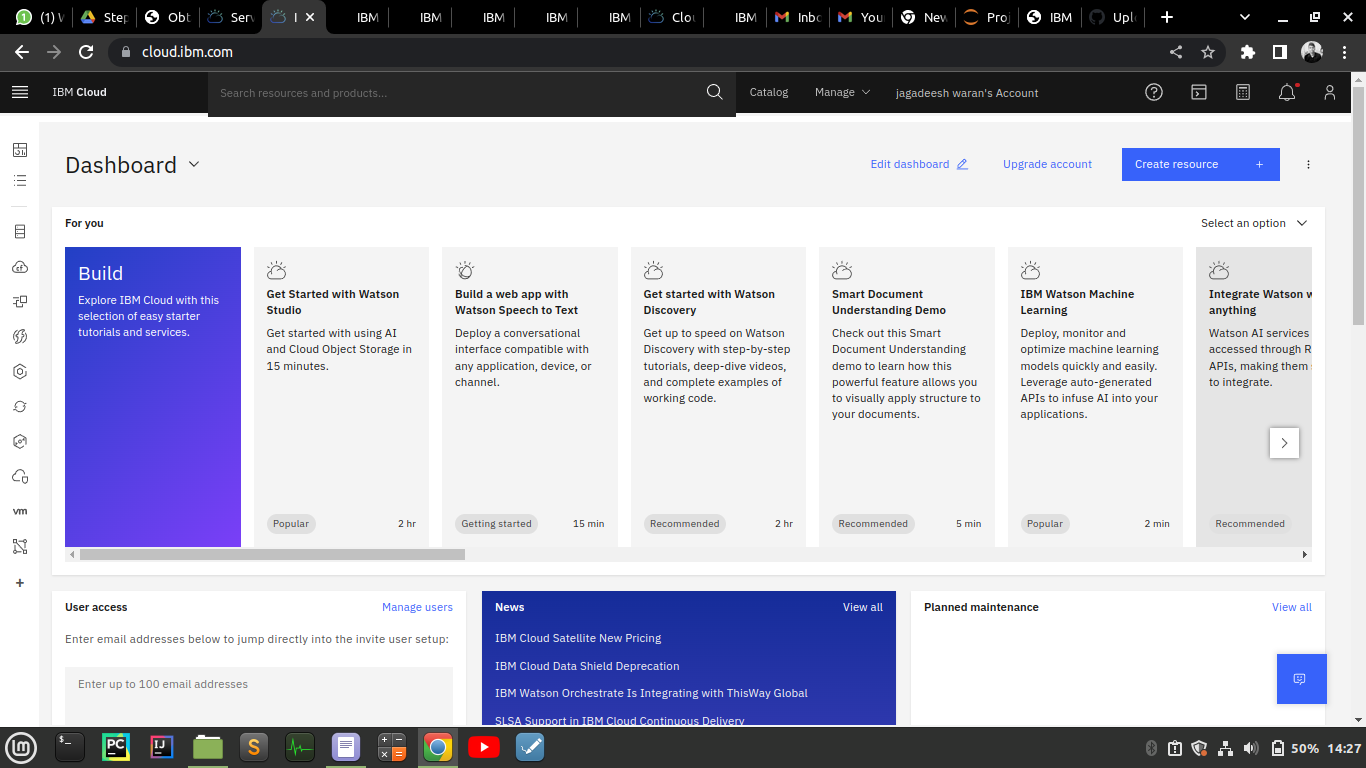 (1) W
Step
Obt
Serv
I
IBM
IBM
IBM
IBM
IBM
Clou
IBM
Inbo
You
New
Proj
IBM
Uplo
cloud.ibm.com
IBM Cloud
Search resources and products...
Catalog
Manage
jagadeesh waran's Account
Dashboard
Edit dashboard
Upgrade account
Create resource +
For you
Select an option
Build
Explore IBM Cloud with this
selection of easy starter
tutorials and services.
Get Started with Watson
Studio
Get started with using AI
and Cloud Object Storage in
15 minutes.
Popular
2 hr
Build a web app with
Watson Speech to Text
Deploy a conversational
interface compatible with
any application, device, or
channel.
Getting started
15 min
Get started with Watson
Discovery
Get up to speed on Watson
Discovery with step-by-step
tutorials, deep-dive videos,
and complete examples of
working code.
Recommended
2 hr
Smart Document
Understanding Demo
Check out this Smart
Document Understanding
demo to learn how this
powerful feature allows you
to visually apply structure to
your documents.
Recommended
5 min
IBM Watson Machine
Learning
Deploy, monitor and
optimize machine learning
models quickly and easily.
Leverage auto-generated
APIs to infuse AI into your
applications.
Popular
2 min
Integrate Watson w
anything
Watson AI services
accessed through R
APIs, making them
to integrate.
Recommended
vm
User access
Manage users
Enter email addresses below to jump directly into the invite user setup:
Enter up to 100 email addresses
News
View all
IBM Cloud Satellite New Pricing
IBM Cloud Data Shield Deprecation
IBM Watson Orchestrate Is Integrating with ThisWay Global
SLSA Support in IBM Cloud Continuous Delivery
Planned maintenance
View all
PC
IJ
S
50%
14:27